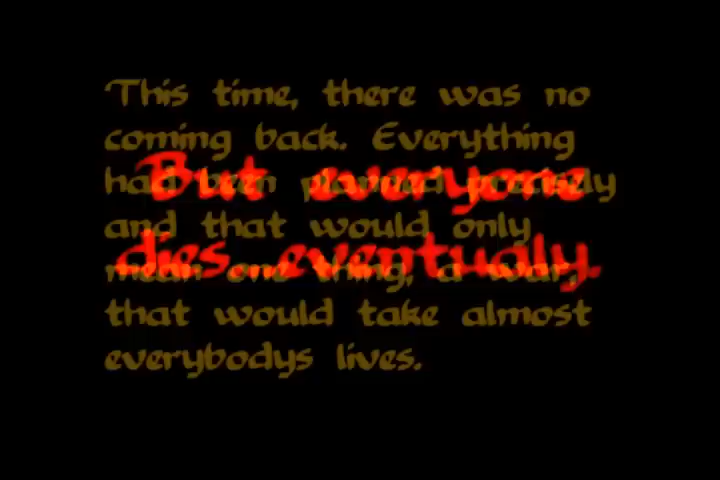 This time, there was no
coming back. Everything
had been planned precisely
and that would only
mean one thing, a war,
that would take almost
everybodys lives.
But everyone
dies...eventualy.